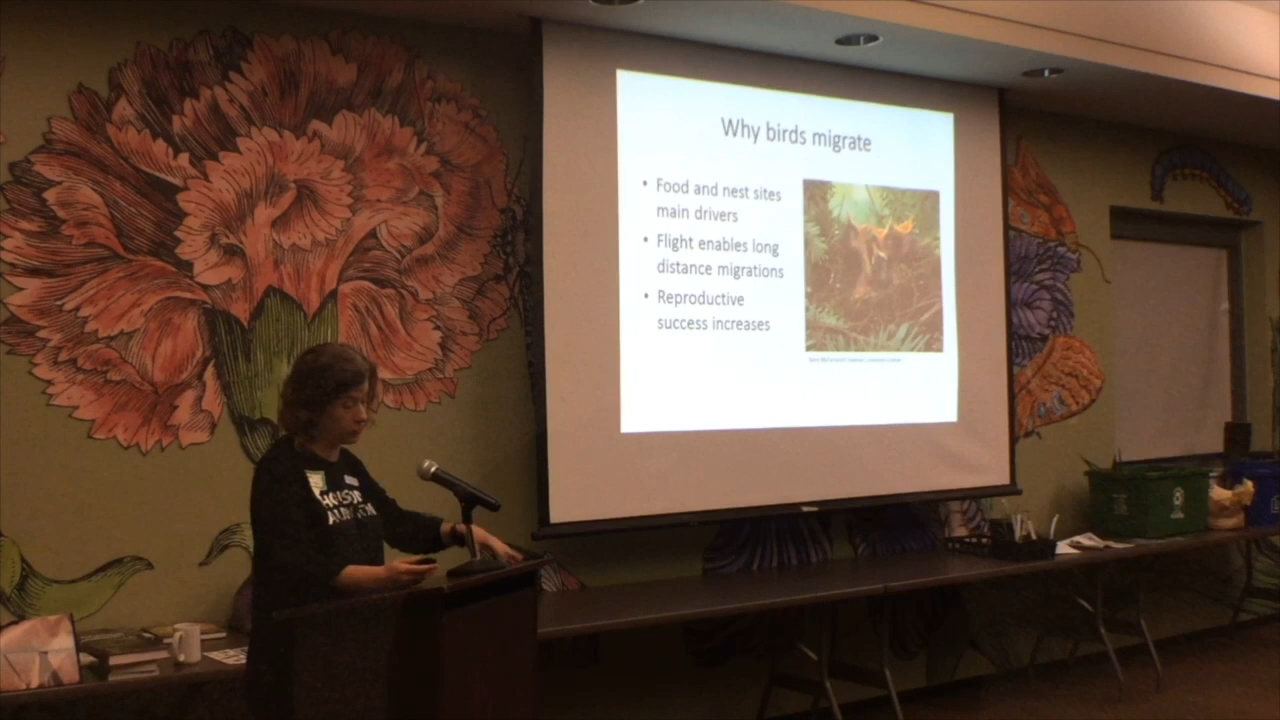 Why birds migrate
• Food and nest sites
main drivers
• Flight enables long
distance migrations
• Reproductive
success increases